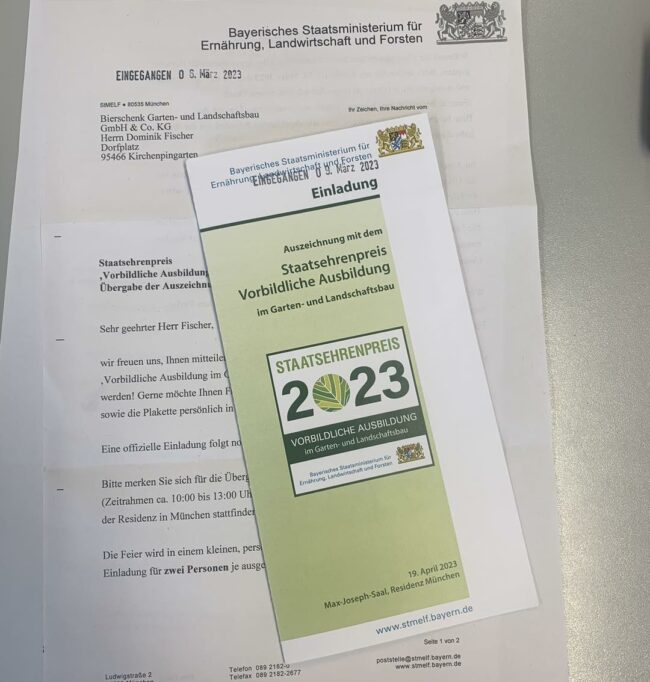 Bayerisches Staatsministerium für
Ernährung, Landwirtschaft und Forsten
EINGEGANGEN 0 6. März 2023
StMELF • 80535 München
Ihr Zeichen, Ihre Nachricht vom
Bierschenk Garten- und Landschaftsbau
GmbH & Co. KG
Herrn Dominik Fischer
Dorfplatz
95466 Kirchenpingarten
Staatsehrenpreis
‚Vorbildliche Ausbildung
Übergabe der Auszeichn
Sehr geehrter Herr Fischer,
wir freuen uns, Ihnen mitteile
‚Vorbildliche Ausbildung im
werden! Gerne möchte Ihnen
sowie die Plakette persönlich in
Eine offizielle Einladung folgt no
Bitte merken Sie sich für die Überg
(Zeitrahmen ca. 10:00 bis 13:00 Uh
der Residenz in München stattfinde
Die Feier wird in einem kleinen, pers
Einladung für zwei Personen je ausg
Seite 1 von 2
Ludwigstraße 2
Telefon 089 2182-0
Telefax 089 2182-2677
poststelle@stmelf.bayern.de
www.stmelf.bayern.de
Bayerisches Staatsministerium für
Ernährung, Landwirtschaft und Forsten
EINGEGANGEN 0 9. März 2023
Einladung
Auszeichnung mit dem
Staatsehrenpreis
Vorbildliche Ausbildung
im Garten- und Landschaftsbau
STAATSEHRENPREIS
2023
VORBILDLICHE AUSBILDUNG
im Garten- und Landschaftsbau
Bayerisches Staatsministerium für
Ernährung, Landwirtschaft und Forsten
19. April 2023
Max-Joseph-Saal, Residenz München
www.stmelf.bayern.de